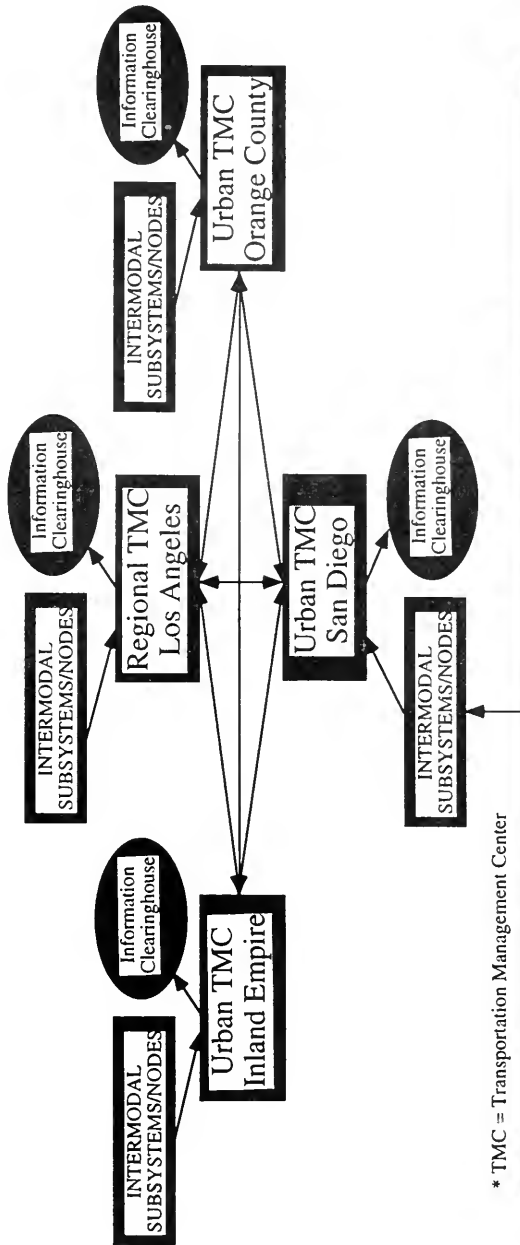 INTERMODAL
SUBSYSTEMS/NODES
Information
Clearinghouse
Urban TMC
Inland Empire
INTERMODAL
SUBSYSTEMS/NODES
Information
Clearinghouse
Regional TMC
Los Angeles
INTERMODAL
SUBSYSTEMS/NODES
Information
Clearinghouse
Urban TMC
Orange County
Urban TMC
San Diego
INTERMODAL
SUBSYSTEMS/NODES
Information
Clearinghouse
* TMC = Transportation Management Center